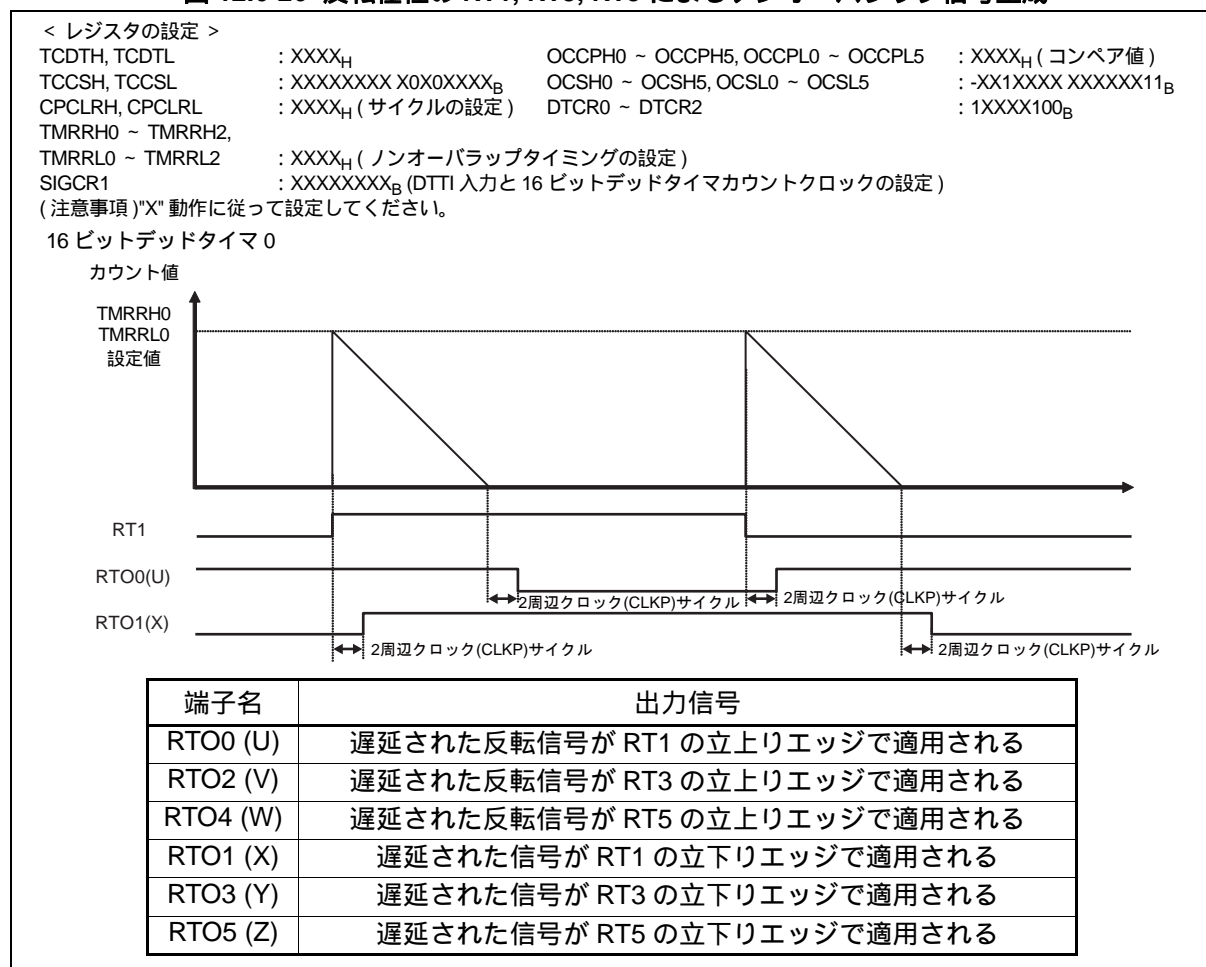 < レジスタの設定 >
TCDTH, TCDTL : XXXXH OCCPH0 ~ OCCPH5, OCCPL0 ~ OCCPL5 : XXXXH ( コンペア値 )
TCCSH, TCCSL : XXXXXXXX X0X0XXXXB OCSH0 ~ OCSH5, OCSL0 ~ OCSL5 : -XX1XXXX XXXXXX11B
CPCLRH, CPCLRL : XXXXH ( サイクルの設定 ) DTCR0 ~ DTCR2 : 1XXXX100B
TMRRH0 ~ TMRRH2,
TMRRL0 ~ TMRRL2 : XXXXH ( ノンオーバラップタイミングの設定 )
SIGCR1 : XXXXXXXXB (DTTI 入力と 16 ビットデッドタイマカウントクロックの設定 )
( 注意事項 )"X" 動作に従って設定してください。
16 ビットデッドタイマ 0
カウント値
TMRRH0
TMRRL0
設定値
RT1
RTO0(U)
2周辺クロック(CLKP)サイクル 2周辺クロック(CLKP)サイクル
RTO1(X)
2周辺クロック(CLKP)サイクル 2周辺クロック(CLKP)サイクル
端子名 出力信号
RTO0 (U) 遅延された反転信号が RT1 の立上りエッジで適用される
RTO2 (V) 遅延された反転信号が RT3 の立上りエッジで適用される
RTO4 (W) 遅延された反転信号が RT5 の立上りエッジで適用される
RTO1 (X) 遅延された信号が RT1 の立下りエッジで適用される
RTO3 (Y) 遅延された信号が RT3 の立下りエッジで適用される
RTO5 (Z) 遅延された信号が RT5 の立下りエッジで適用される